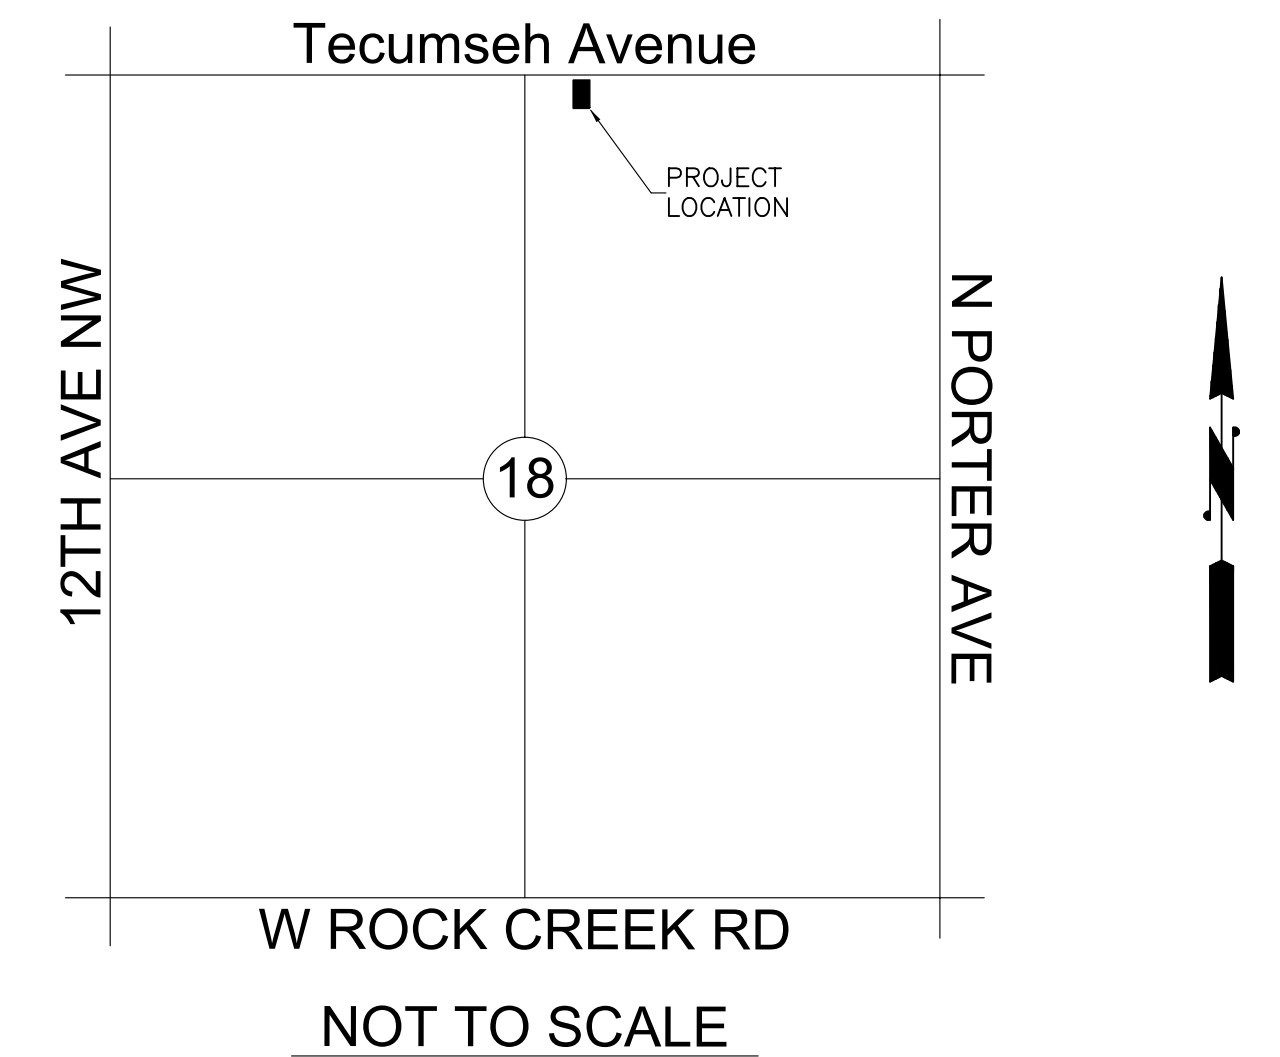 Tecumseh Avenue
PROJECT
LOCATION
12TH AVE NW
N PORTER AVE
18
N
W ROCK CREEK RD
NOT TO SCALE